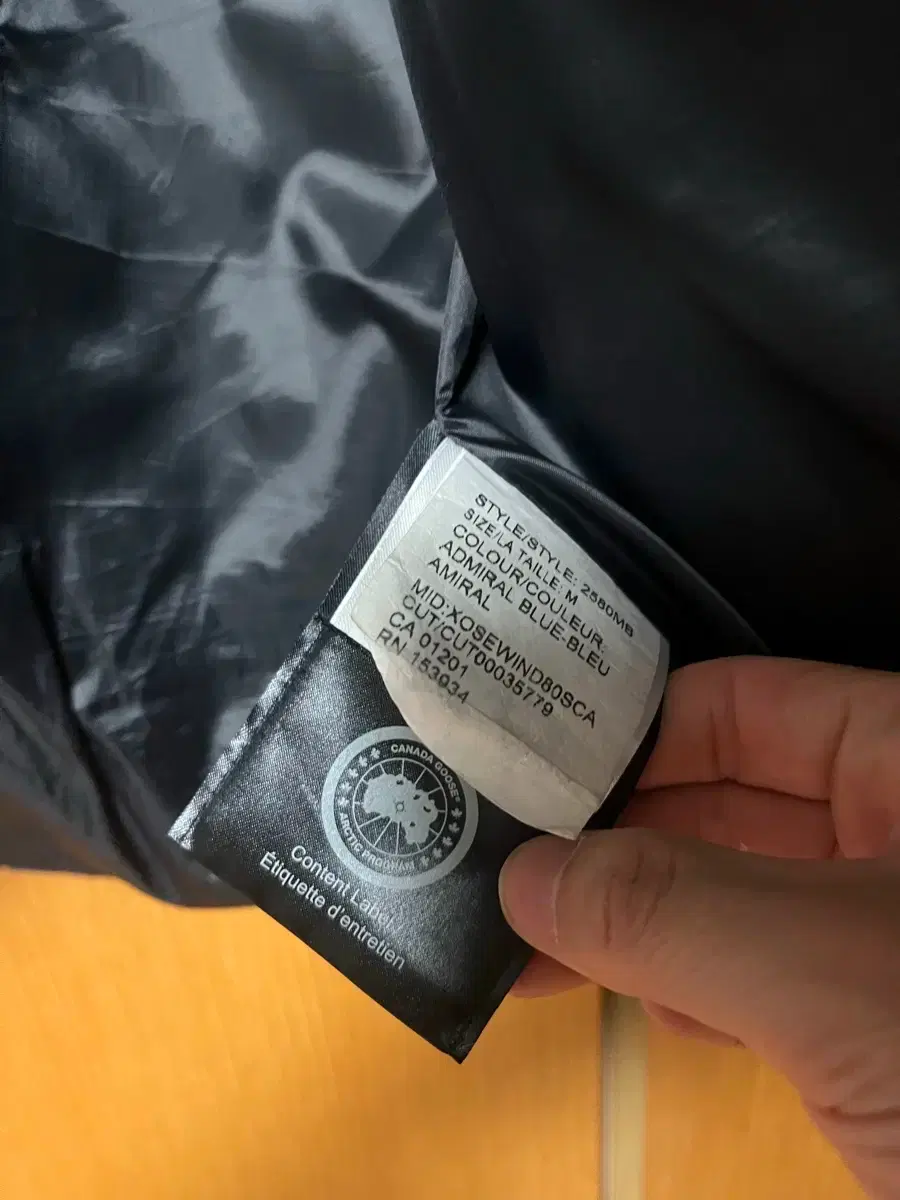 STYLE/STYLE: 2580MB
SIZE/LA TAILLE: M
COLOUR/COULEUR:
ADMIRAL BLUE-BLEU
AMIRAL
MID:XOSEWIND80SCA
CUT/CUT00035779
CA 01201
RN 153934
CANADA GOOSE®
ARCTIC PROGRAM
Content Label
Étiquette d'entretien